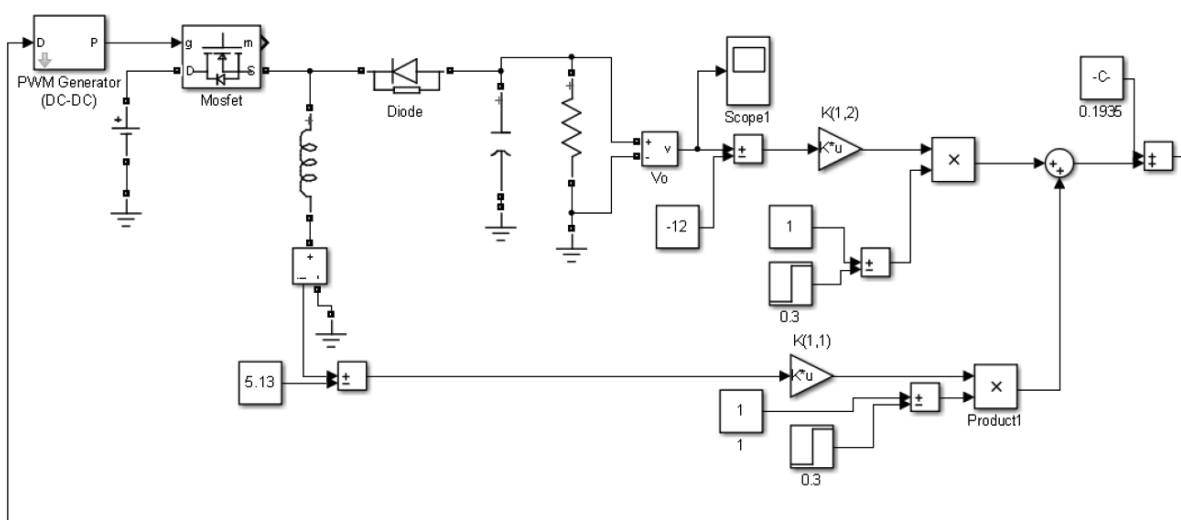 D
P
PWM Generator
(DC-DC)
g
m
D
S
Mosfet
+
Diode
+
+
+
+
-
v
Vo
Scope1
-12
+
-
K(1,2)
K*u
×
1
+
-
0.3
+
+
-C-
0.1935
+
+
+
i
-
5.13
+
-
K(1,1)
K*u
×
Product1
1
1
+
-
0.3